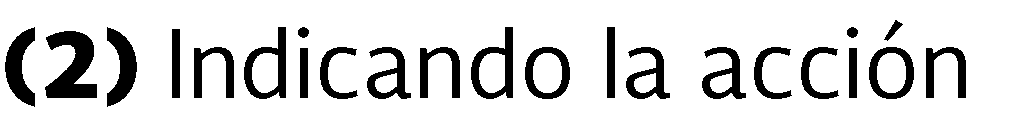 (2) Indicando la acción